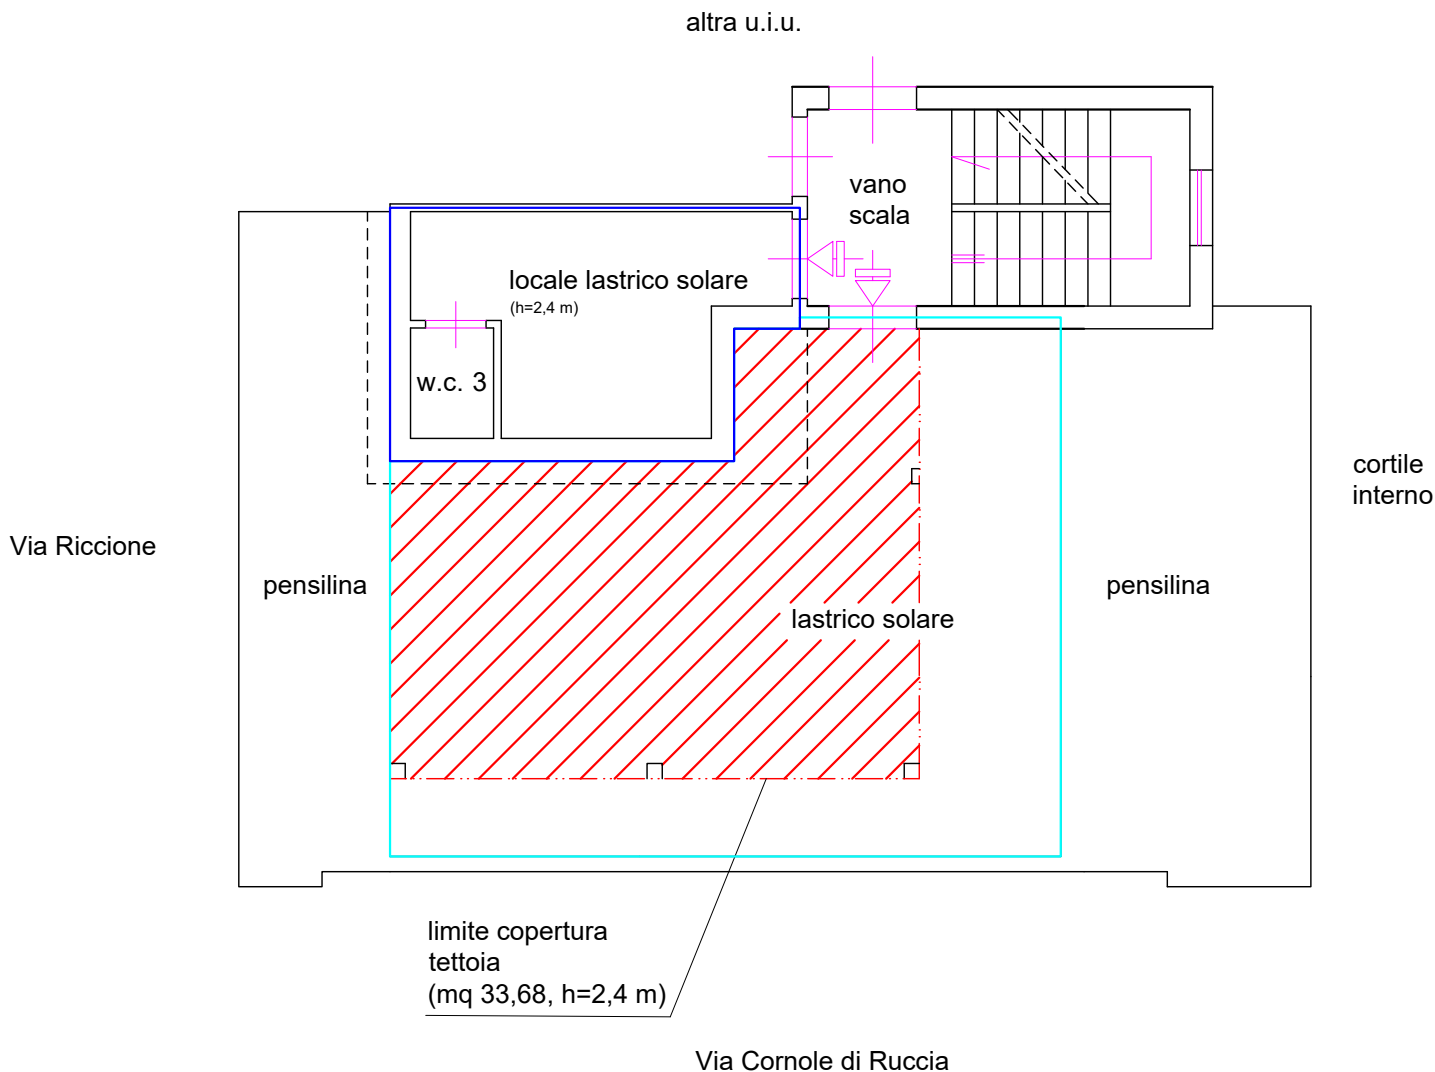 altra u.i.u.
vano
scala
locale lastrico solare
(h=2,4 m)
w.c. 3
cortile
interno
Via Riccione
pensilina
pensilina
lastrico solare
limite copertura
tettoia
(mq 33,68, h=2,4 m)
Via Cornole di Ruccia